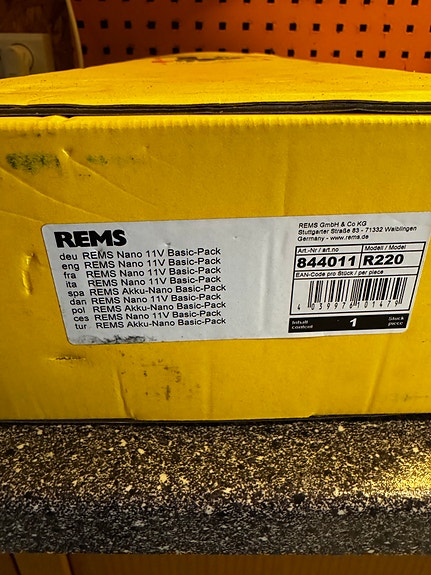 REMS
deu REMS Nano 11V Basic-Pack
eng REMS Nano 11V Basic-Pack
fra REMS Nano 11V Basic-Pack
ita REMS Nano 11V Basic-Pack
spa REMS Akku-Nano Basic-Pack
dan REMS Nano 11V Basic-Pack
pol REMS Akku-Nano Basic-Pack
ces REMS Nano 11V Basic-Pack
tur REMS Akku-Nano Basic-Pack
REMS GmbH & Co KG
Stuttgarter Straße 83 - 71332 Waiblingen
Germany - www.rems.de
Art.-Nr / art.no Modell / Model
844011 R220
EAN-Code pro Stück / per piece
4 039976 101479
Inhalt 1 Stück
content piece